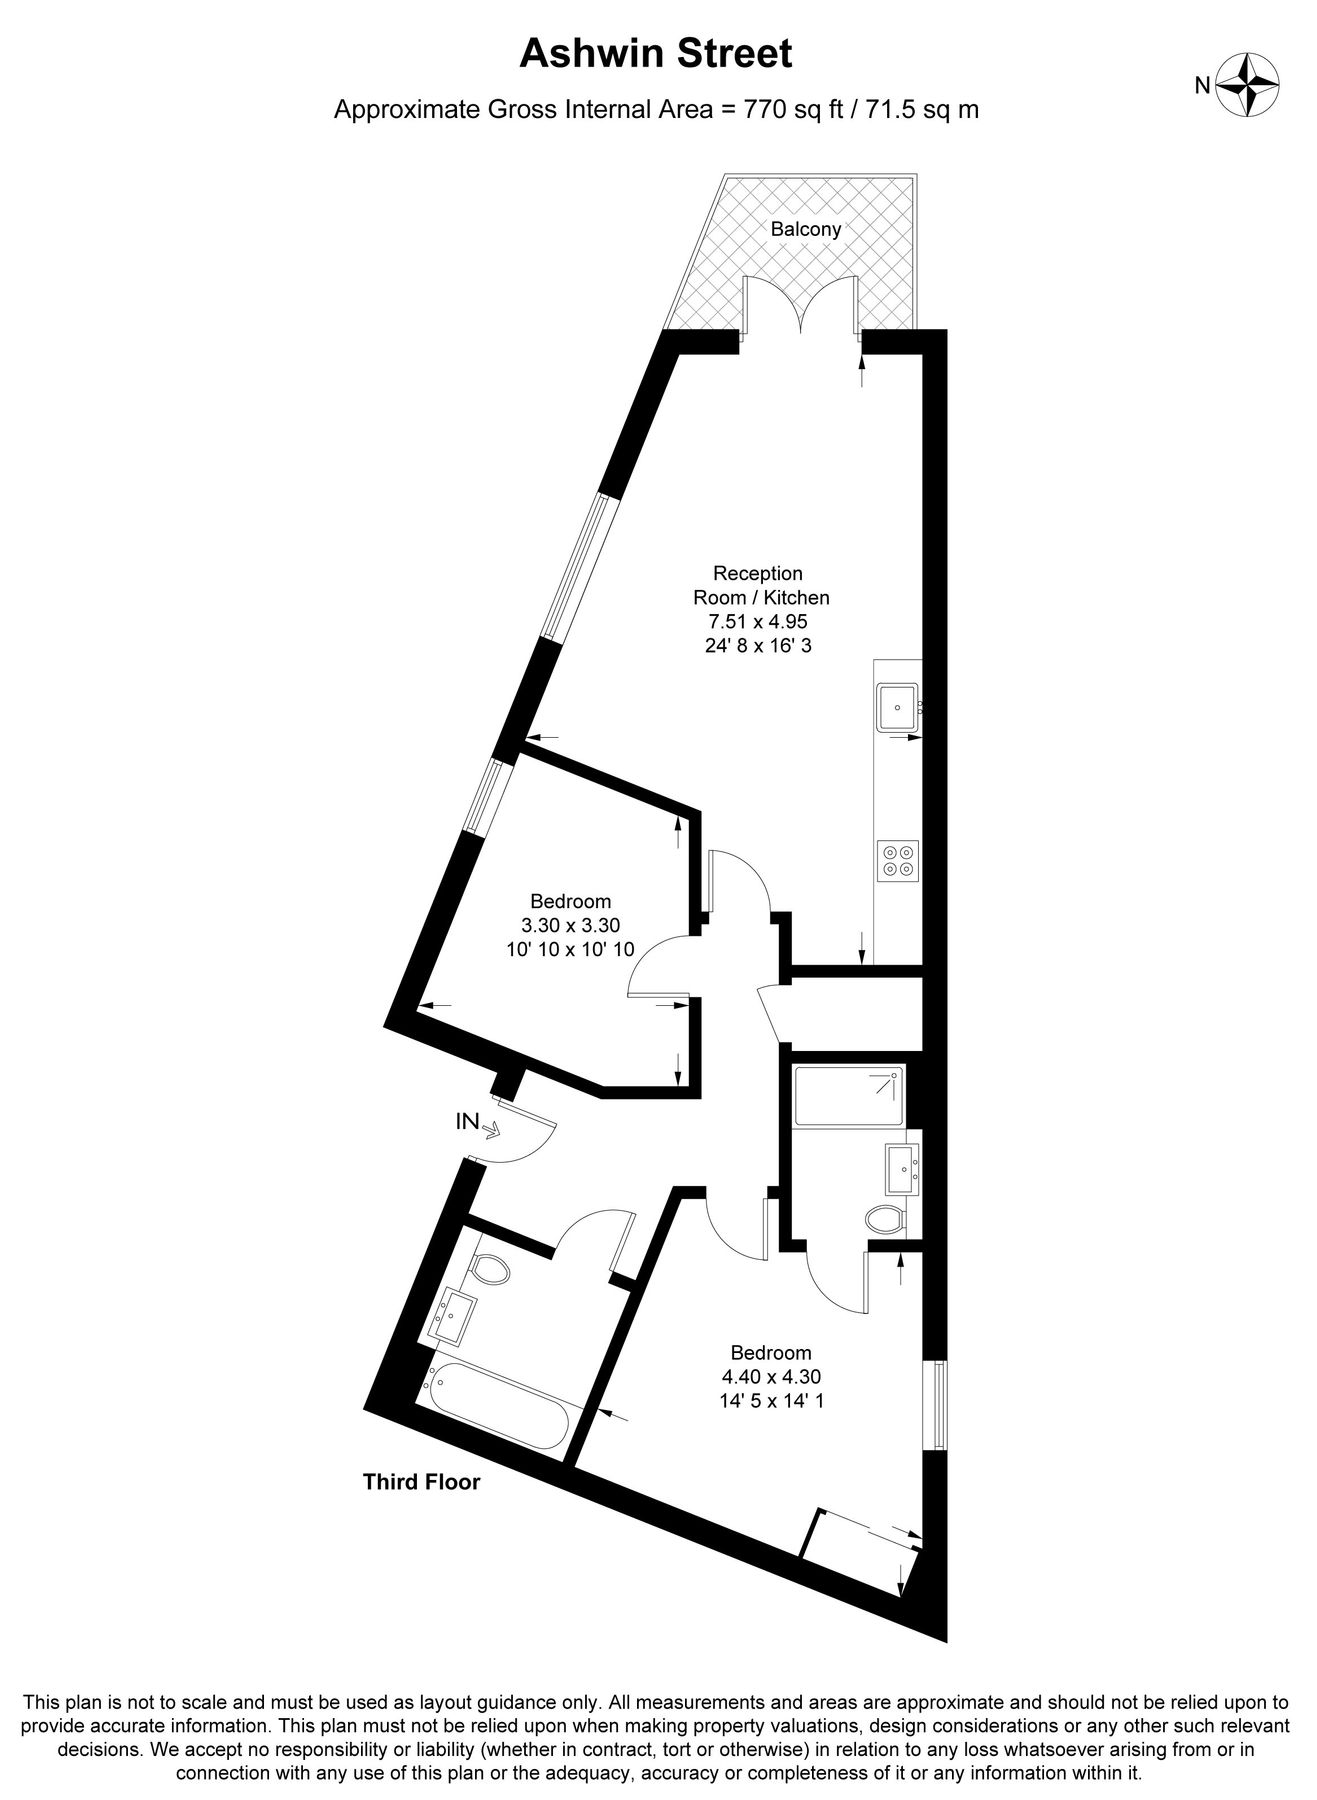 Ashwin Street
Approximate Gross Internal Area = 770 sq ft / 71.5 sq m
N
Balcony
Reception
Room / Kitchen
7.51 x 4.95
24' 8 x 16' 3
Bedroom
3.30 x 3.30
10' 10 x 10' 10
IN
Bedroom
4.40 x 4.30
14' 5 x 14' 1
Third Floor
This plan is not to scale and must be used as layout guidance only. All measurements and areas are approximate and should not be relied upon to
provide accurate information. This plan must not be relied upon when making property valuations, design considerations or any other such relevant
decisions. We accept no responsibility or liability (whether in contract, tort or otherwise) in relation to any loss whatsoever arising from or in
connection with any use of this plan or the adequacy, accuracy or completeness of it or any information within it.